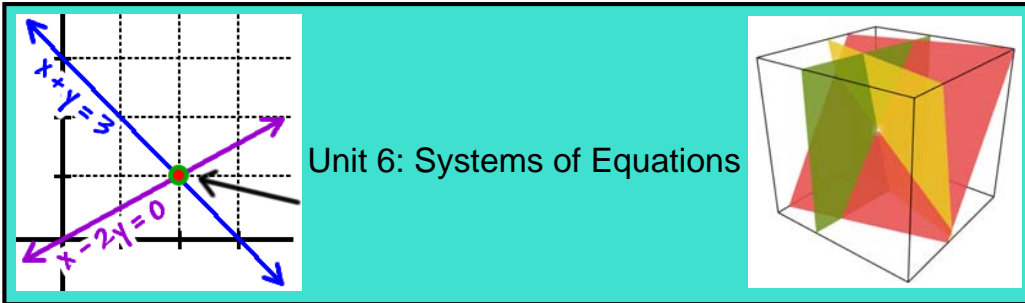 x+y=3
x-2y=0
Unit 6: Systems of Equations